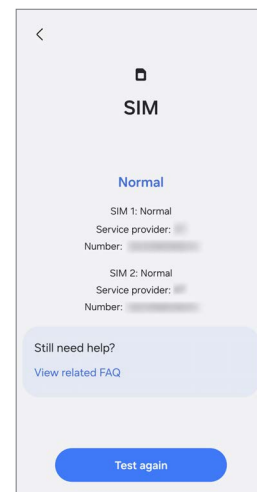 SIM
Normal
SIM 1: Normal
Service provider:
Number:
SIM 2: Normal
Service provider:
Number:
Still need help?
View related FAQ
Test again